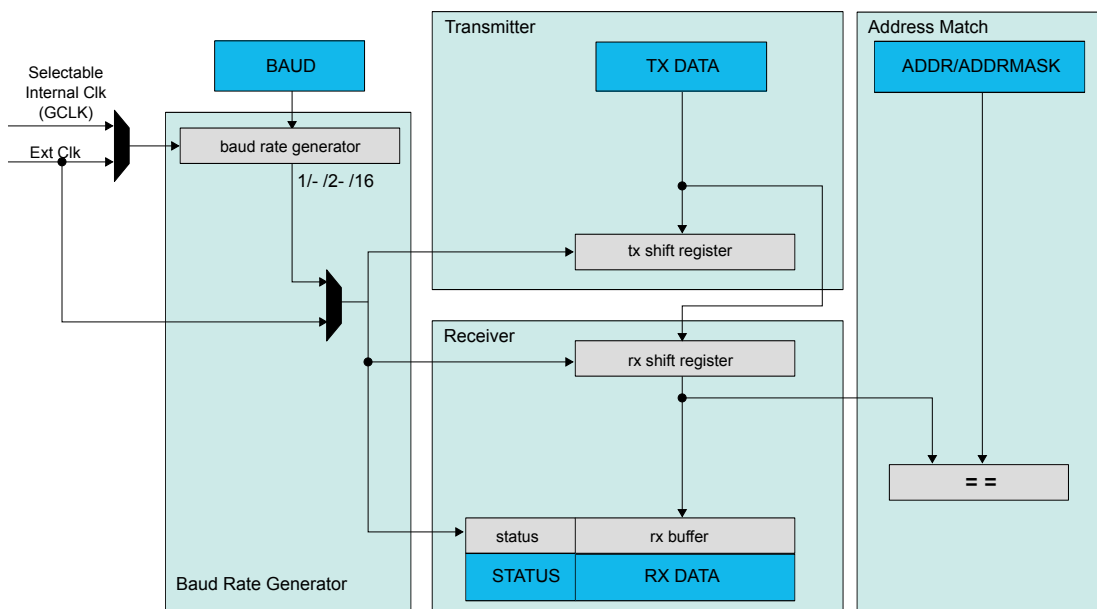 Transmitter
Address Match
BAUD
TX DATA
ADDR/ADDRMASK
Selectable
Internal Clk
(GCLK)
Ext Clk
baud rate generator
1/- /2- /16
tx shift register
Receiver
rx shift register
= =
status
rx buffer
STATUS
RX DATA
Baud Rate Generator